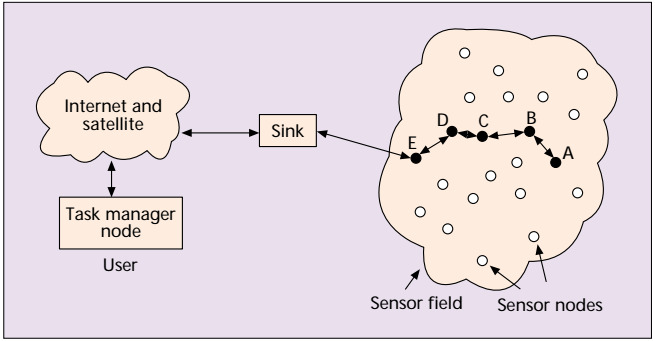 Internet and
satellite
Sink
Task manager
node
User
E
D
C
B
A
Sensor field
Sensor nodes